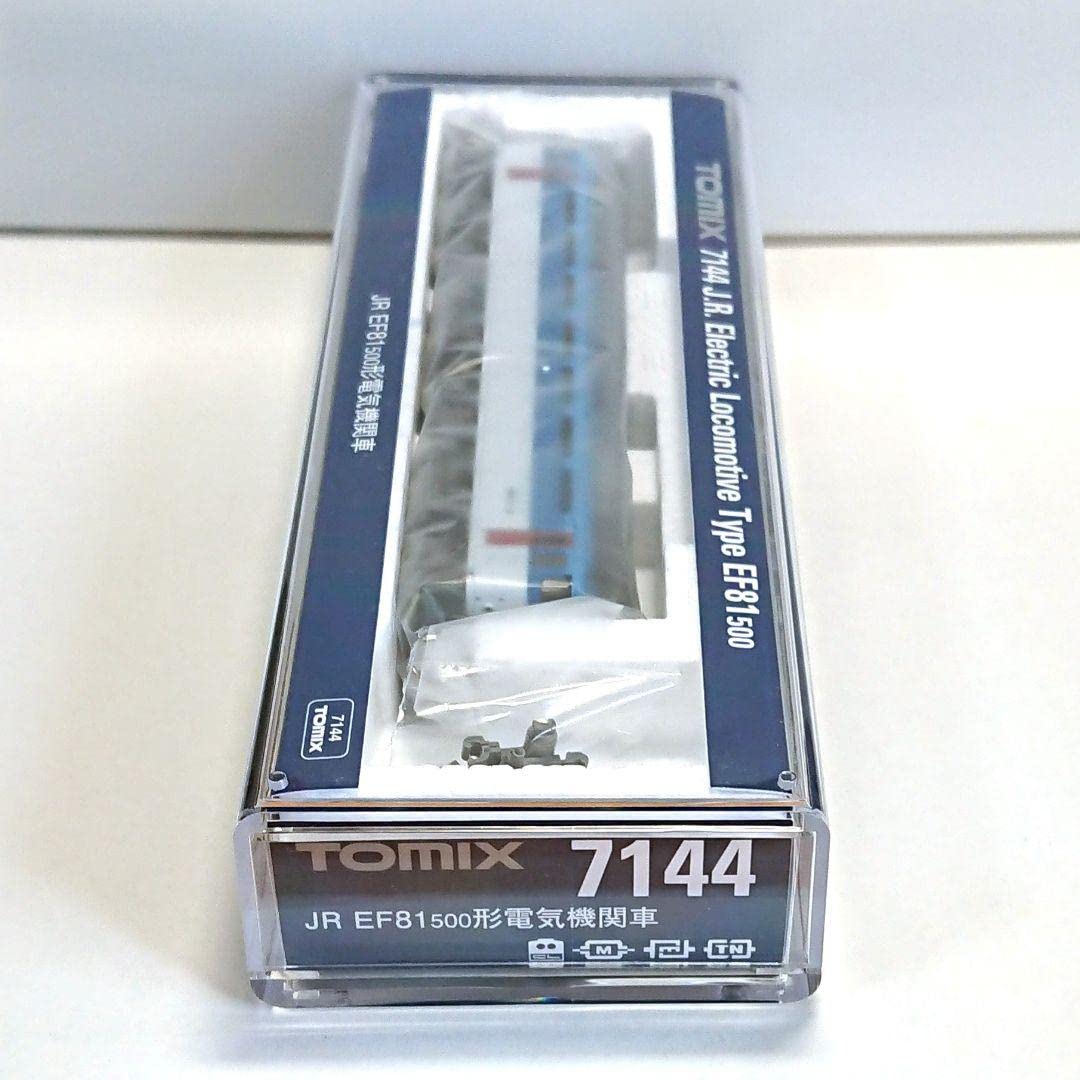 TOMIX 7144 J.R. Electric Locomotive Type EF81500
JR EF81500形電気機関車
7144
TOMIX
TOMIX 7144
JR EF81500形電気機関車
EL M TN